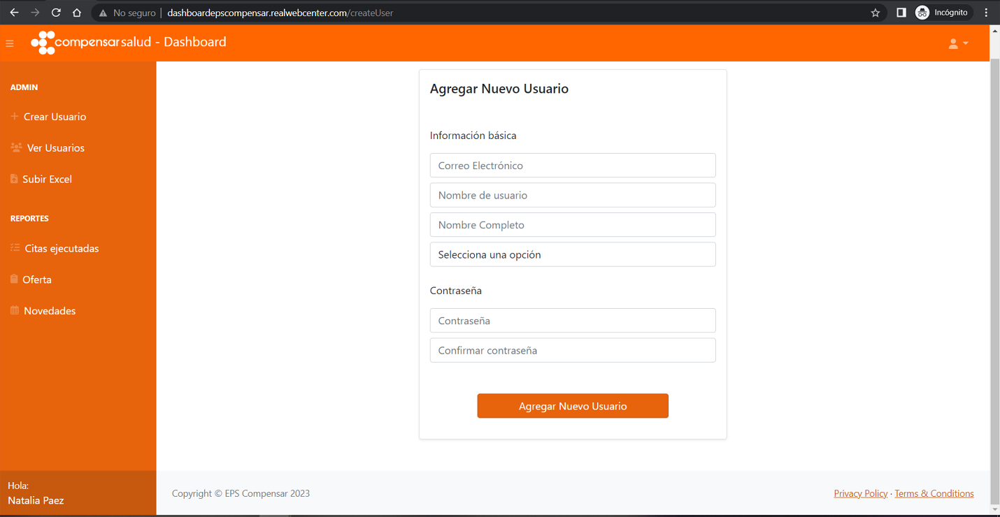 No seguro | dashboardepscompensar.realwebcenter.com/createUser
Incógnito
compensar salud - Dashboard
ADMIN
Crear Usuario
Ver Usuarios
Subir Excel
REPORTES
Citas ejecutadas
Oferta
Novedades
Hola:
Natalia Paez
Agregar Nuevo Usuario
Información básica
Correo Electrónico
Nombre de usuario
Nombre Completo
Selecciona una opción
Contraseña
Contraseña
Confirmar contraseña
Agregar Nuevo Usuario
Copyright © EPS Compensar 2023
Privacy Policy · Terms & Conditions